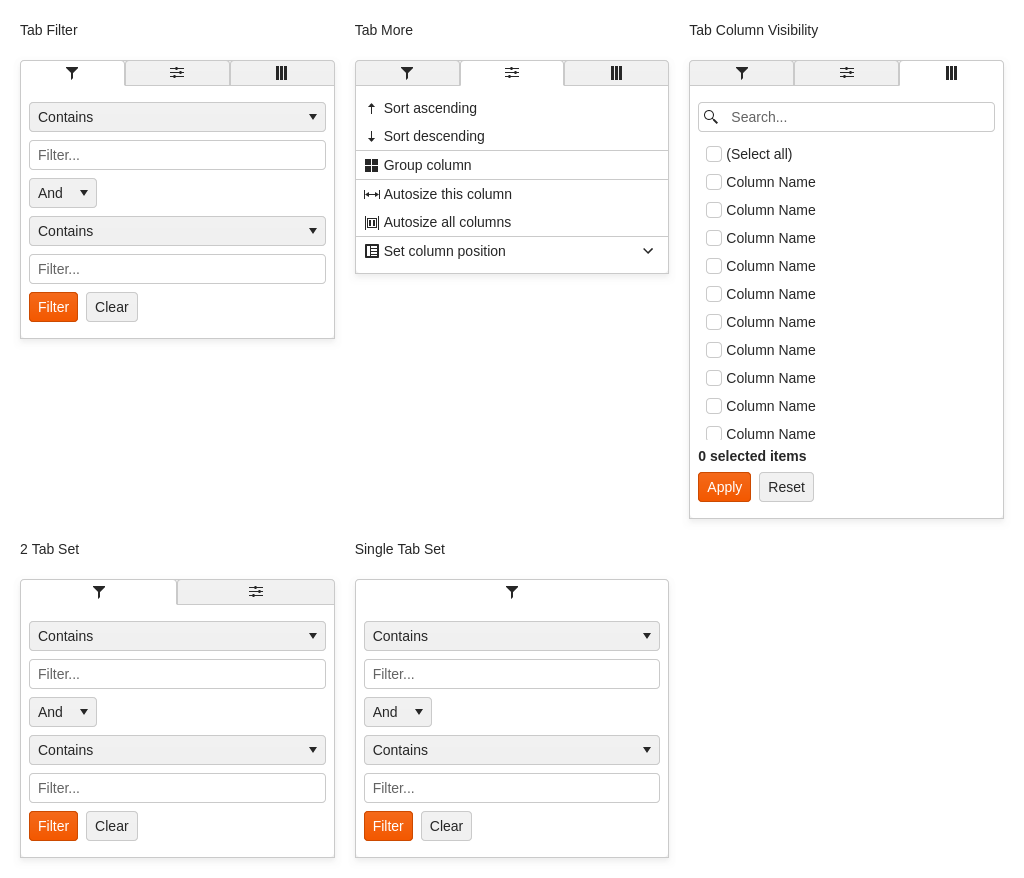 Tab Filter
Contains
Filter...
And
Contains
Filter...
Filter Clear
Tab More
Sort ascending
Sort descending
Group column
Autosize this column
Autosize all columns
Set column position
Tab Column Visibility
Search...
(Select all)
Column Name
Column Name
Column Name
Column Name
Column Name
Column Name
Column Name
Column Name
Column Name
Column Name
0 selected items
Apply Reset
2 Tab Set
Contains
Filter...
And
Contains
Filter...
Filter Clear
Single Tab Set
Contains
Filter...
And
Contains
Filter...
Filter Clear